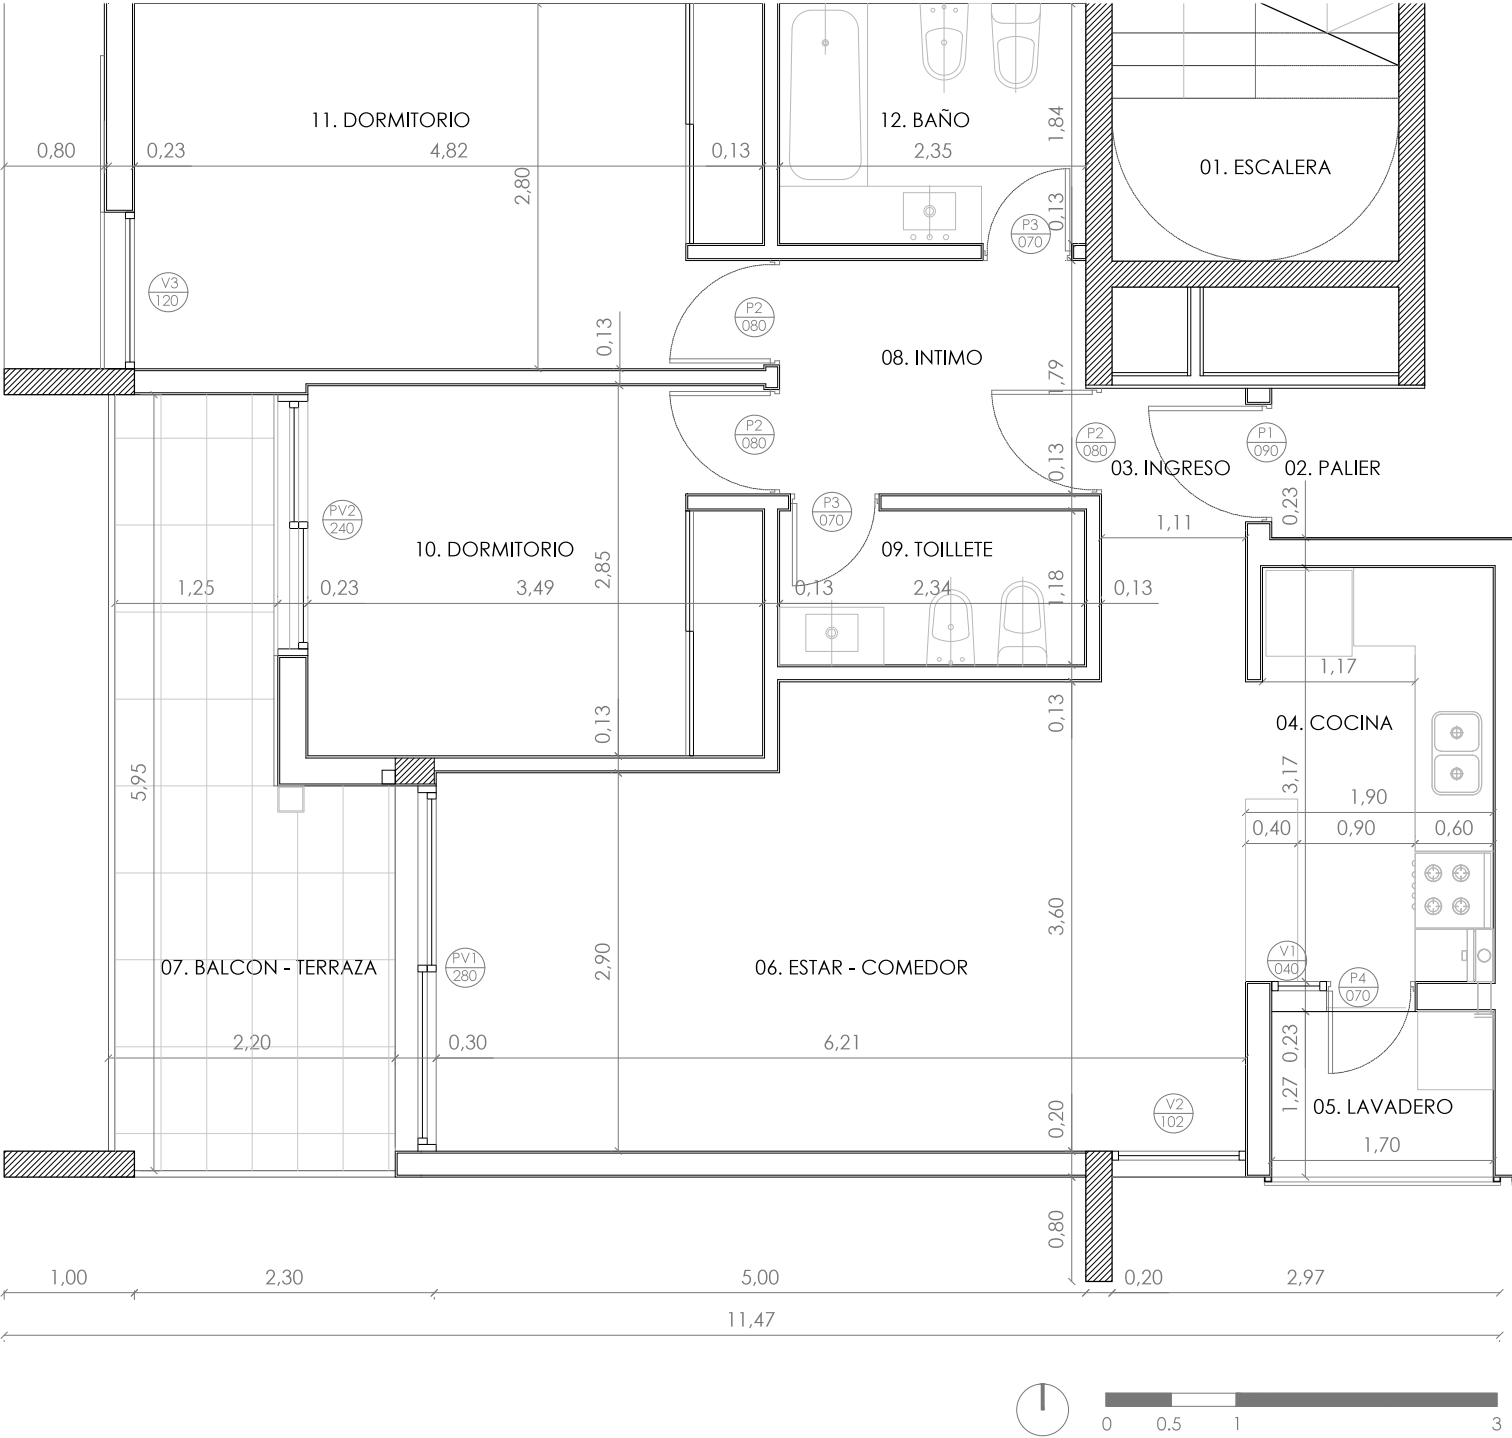 11. DORMITORIO
12. BAÑO
1,84
0,80
0,23
4,82
0,13
2,35
01. ESCALERA
2,80
0,13
P3
070
V3
120
P2
080
0,13
08. INTIMO
1,79
P2
080
P2
080
P1
090
0,13
03. INGRESO
02. PALIER
PV2
240
P3
070
0,23
1,11
10. DORMITORIO
09. TOILLETE
2,85
1,25
0,23
3,49
0,13
2,34
1,18
0,13
1,17
0,13
0,13
04. COCINA
5,95
3,17
1,90
0,40
0,90
0,60
3,60
07. BALCON - TERRAZA
PV1
280
2,90
06. ESTAR - COMEDOR
V1
040
P4
070
2,20
0,30
6,21
0,23
1,27
05. LAVADERO
V2
102
0,20
1,70
0,80
1,00
2,30
5,00
0,20
2,97
11,47
0
0.5
1
3